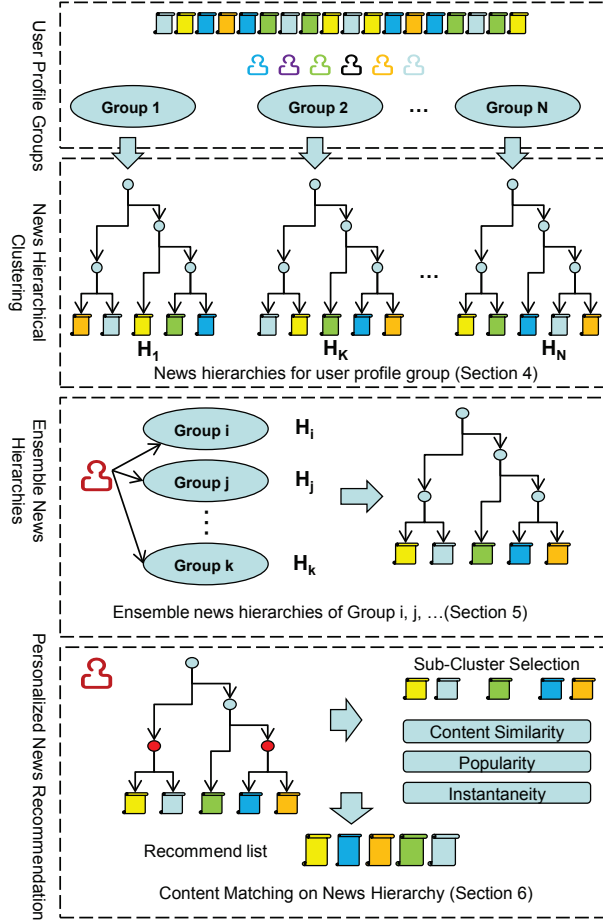 User Profile Groups
Group 1
Group 2
...
Group N
News Hierarchical
Clustering
...
H1
HK
HN
News hierarchies for user profile group (Section 4)
Ensemble News
Hierarchies
Group i
Hi
Group j
Hj
⋮
Group k
Hk
Ensemble news hierarchies of Group i, j, …(Section 5)
Personalized News Recommendation
Sub-Cluster Selection
Content Similarity
Popularity
Instantaneity
Recommend list
Content Matching on News Hierarchy (Section 6)